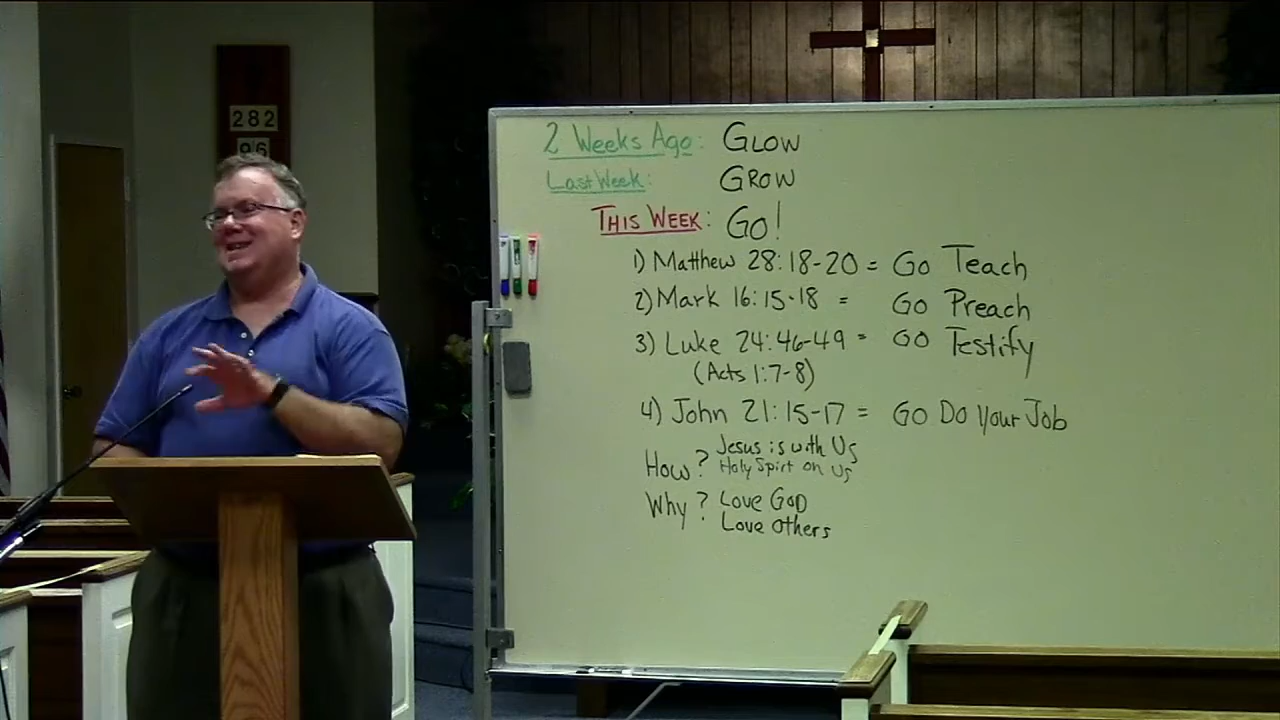 282
96
2 Weeks Ago: GLOW
Last Week: GROW
THIS WEEK: GO!
1) Matthew 28:18-20 = Go Teach
2) Mark 16:15-18 = Go Preach
3) Luke 24:46-49 = Go Testify
(Acts 1:7-8)
4) John 21:15-17 = Go Do Your Job
How? Jesus is with Us
Holy Spirt on Us
Why? Love God
Love Others